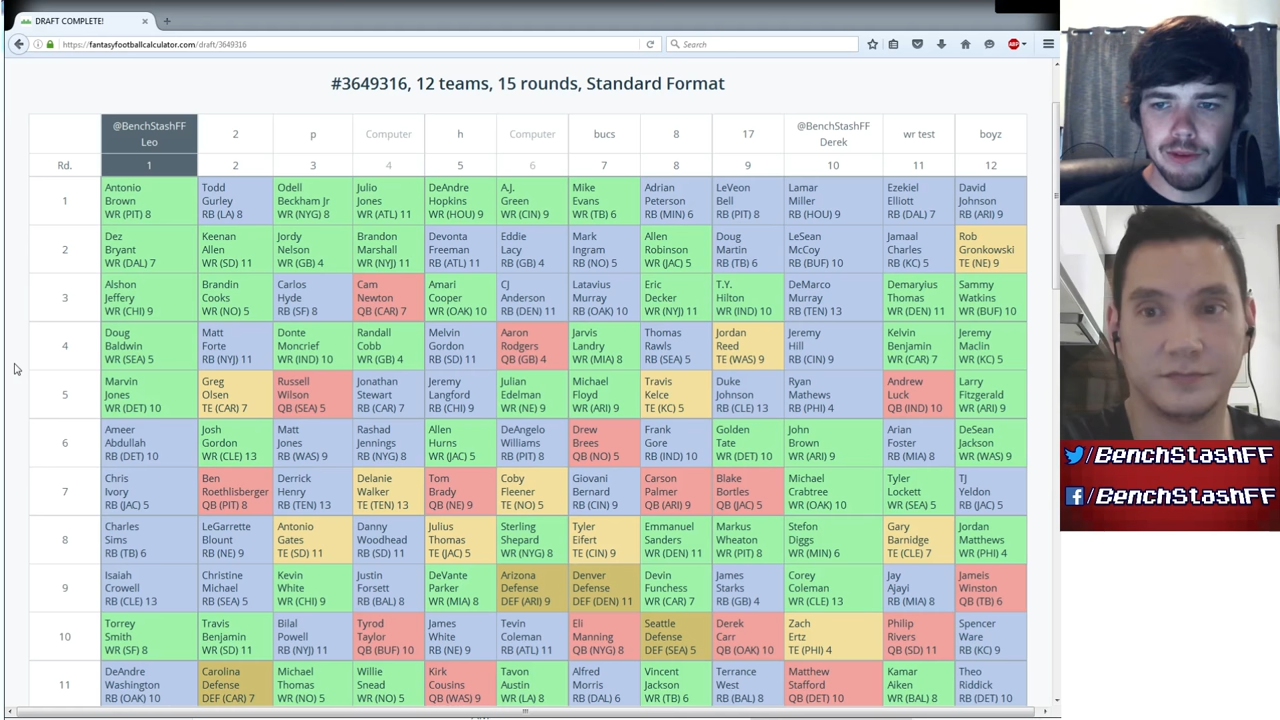 DRAFT COMPLETE!
https://fantasyfootballcalculator.com/draft/3649316
Search
ABP
#3649316, 12 teams, 15 rounds, Standard Format
@BenchStashFF Leo 2 p Computer h Computer bucs 8 17 @BenchStashFF Derek wr test boyz
Rd. 1 2 3 4 5 6 7 8 9 10 11 12
1 Antonio Brown WR (PIT) 8 Todd Gurley RB (LA) 8 Odell Beckham Jr WR (NYG) 8 Julio Jones WR (ATL) 11 DeAndre Hopkins WR (HOU) 9 A.J. Green WR (CIN) 9 Mike Evans WR (TB) 6 Adrian Peterson RB (MIN) 6 LeVeon Bell RB (PIT) 8 Lamar Miller RB (HOU) 9 Ezekiel Elliott RB (DAL) 7 David Johnson RB (ARI) 9
2 Dez Bryant WR (DAL) 7 Keenan Allen WR (SD) 11 Jordy Nelson WR (GB) 4 Brandon Marshall WR (NYJ) 11 Devonta Freeman RB (ATL) 11 Eddie Lacy RB (GB) 4 Mark Ingram RB (NO) 5 Allen Robinson WR (JAC) 5 Doug Martin RB (TB) 6 LeSean McCoy RB (BUF) 10 Jamaal Charles RB (KC) 5 Rob Gronkowski TE (NE) 9
3 Alshon Jeffery WR (CHI) 9 Brandin Cooks WR (NO) 5 Carlos Hyde RB (SF) 8 Cam Newton QB (CAR) 7 Amari Cooper WR (OAK) 10 CJ Anderson RB (DEN) 11 Latavius Murray RB (OAK) 10 Eric Decker WR (NYJ) 11 T.Y. Hilton WR (IND) 10 DeMarco Murray RB (TEN) 13 Demaryius Thomas WR (DEN) 11 Sammy Watkins WR (BUF) 10
4 Doug Baldwin WR (SEA) 5 Matt Forte RB (NYJ) 11 Donte Moncrief WR (IND) 10 Randall Cobb WR (GB) 4 Melvin Gordon RB (SD) 11 Aaron Rodgers QB (GB) 4 Jarvis Landry WR (MIA) 8 Thomas Rawls RB (SEA) 5 Jordan Reed TE (WAS) 9 Jeremy Hill RB (CIN) 9 Kelvin Benjamin WR (CAR) 7 Jeremy Maclin WR (KC) 5
5 Marvin Jones WR (DET) 10 Greg Olsen TE (CAR) 7 Russell Wilson QB (SEA) 5 Jonathan Stewart RB (CAR) 7 Jeremy Langford RB (CHI) 9 Julian Edelman WR (NE) 9 Michael Floyd WR (ARI) 9 Travis Kelce TE (KC) 5 Duke Johnson RB (CLE) 13 Ryan Mathews RB (PHI) 4 Andrew Luck QB (IND) 10 Larry Fitzgerald WR (ARI) 9
6 Ameer Abdullah RB (DET) 10 Josh Gordon WR (CLE) 13 Matt Jones RB (WAS) 9 Rashad Jennings RB (NYG) 8 Allen Hurns WR (JAC) 5 DeAngelo Williams RB (PIT) 8 Drew Brees QB (NO) 5 Frank Gore RB (IND) 10 Golden Tate WR (DET) 10 John Brown WR (ARI) 9 Arian Foster RB (MIA) 8 DeSean Jackson WR (WAS) 9
7 Chris Ivory RB (JAC) 5 Ben Roethlisberger QB (PIT) 8 Derrick Henry RB (TEN) 13 Delanie Walker TE (TEN) 13 Tom Brady QB (NE) 9 Coby Fleener TE (NO) 5 Giovani Bernard RB (CIN) 9 Carson Palmer QB (ARI) 9 Blake Bortles QB (JAC) 5 Michael Crabtree WR (OAK) 10 Tyler Lockett WR (SEA) 5 TJ Yeldon RB (JAC) 5
8 Charles Sims RB (TB) 6 LeGarrette Blount RB (NE) 9 Antonio Gates TE (SD) 11 Danny Woodhead RB (SD) 11 Julius Thomas TE (JAC) 5 Sterling Shepard WR (NYG) 8 Tyler Eifert TE (CIN) 9 Emmanuel Sanders WR (DEN) 11 Markus Wheaton WR (PIT) 8 Stefon Diggs WR (MIN) 6 Gary Barnidge TE (CLE) 7 Jordan Matthews WR (PHI) 4
9 Isaiah Crowell RB (CLE) 13 Christine Michael RB (SEA) 5 Kevin White WR (CHI) 9 Justin Forsett RB (BAL) 8 DeVante Parker WR (MIA) 8 Arizona Defense DEF (ARI) 9 Denver Defense DEF (DEN) 11 Devin Funchess WR (CAR) 7 James Starks RB (GB) 4 Corey Coleman WR (CLE) 13 Jay Ajayi RB (MIA) 8 Jameis Winston QB (TB) 6
10 Torrey Smith WR (SF) 8 Travis Benjamin WR (SD) 11 Bilal Powell RB (NYJ) 11 Tyrod Taylor QB (BUF) 10 James White RB (NE) 9 Tevin Coleman RB (ATL) 11 Eli Manning QB (NYG) 8 Seattle Defense DEF (SEA) 5 Derek Carr QB (OAK) 10 Zach Ertz TE (PHI) 4 Philip Rivers QB (SD) 11 Spencer Ware RB (KC) 9
11 DeAndre Washington RB (OAK) 10 Carolina Defense DEF (CAR) 7 Michael Thomas WR (NO) 5 Willie Snead WR (NO) 5 Kirk Cousins QB (WAS) 9 Tavon Austin WR (LA) 8 Alfred Morris RB (DAL) 6 Vincent Jackson WR (TB) 6 Terrance West RB (BAL) 8 Matthew Stafford QB (DET) 10 Kamar Aiken WR (BAL) 8 Theo Riddick RB (DET) 10
/BenchStashFF
/BenchStashFF